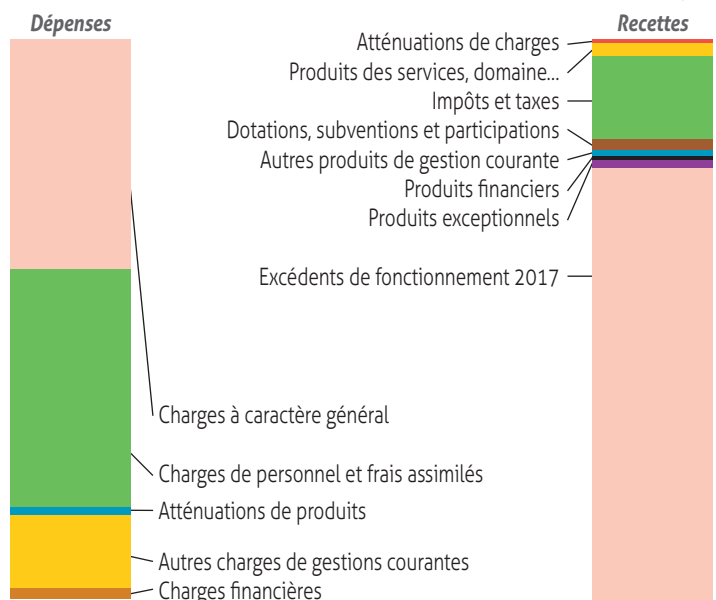 Dépenses
Charges à caractère général
Charges de personnel et frais assimilés
Atténuations de produits
Autres charges de gestions courantes
Charges financières
Recettes
Atténuations de charges
Produits des services, domaine...
Impôts et taxes
Dotations, subventions et participations
Autres produits de gestion courante
Produits financiers
Produits exceptionnels
Excédents de fonctionnement 2017